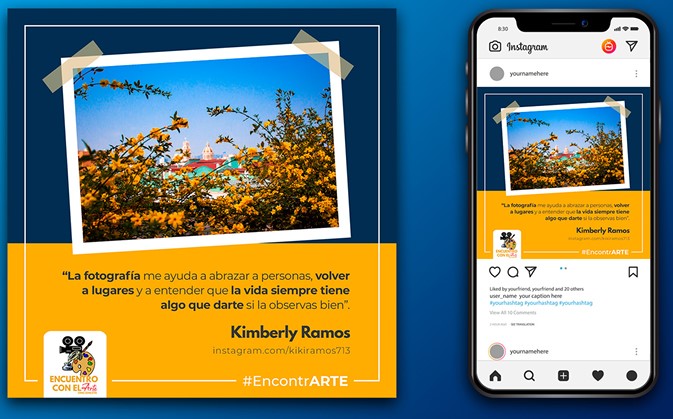 “La fotografía me ayuda a abrazar a personas, volver
a lugares y a entender que la vida siempre tiene
algo que darte si la observas bien”.
Kimberly Ramos
instagram.com/kikiramos713
ENCUENTRO
CON EL Arte
#EncontrARTE
8:30
Instagram
yournamehere
“La fotografía me ayuda a abrazar a personas, volver
a lugares y a entender que la vida siempre tiene
algo que darte si la observas bien”.
Kimberly Ramos
instagram.com/kikiramos713
ENCUENTRO
CON EL Arte
#EncontrARTE
Liked by yourfriend, yourfriend and 20 others
user_name your caption here
#yourhashtag #yourhashtag #yourhashtag
View All 10 Comments
yournamehere